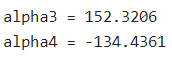 alpha3 = 152.3206
alpha4 = -134.4361